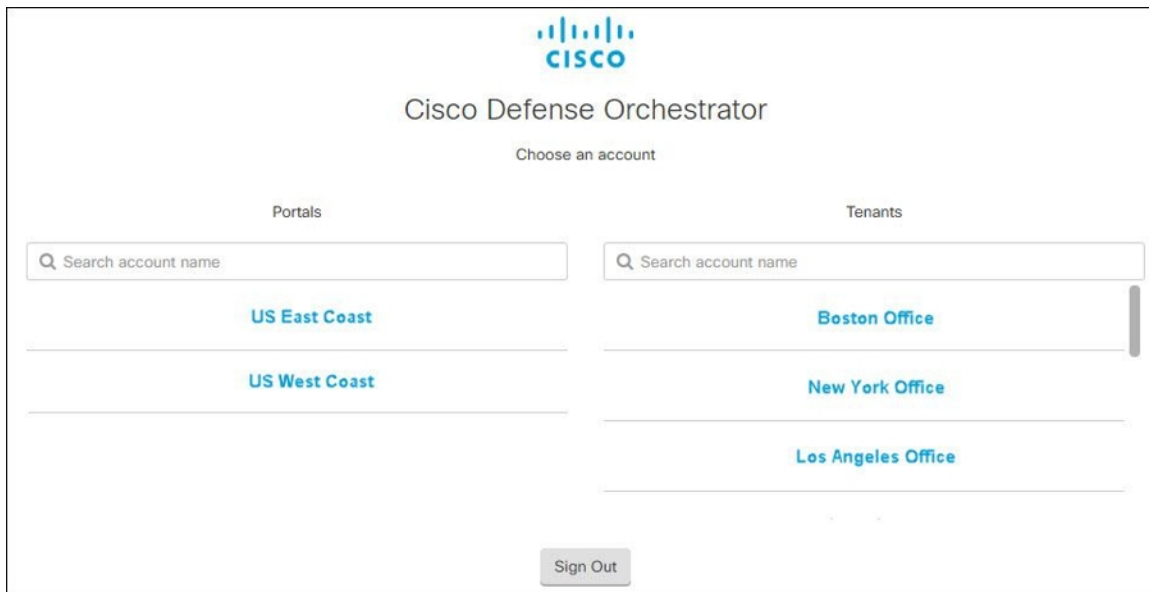 CISCO
Cisco Defense Orchestrator
Choose an account
Portals
Tenants
Search account name
Search account name
US East Coast
Boston Office
US West Coast
New York Office
Los Angeles Office
Sign Out